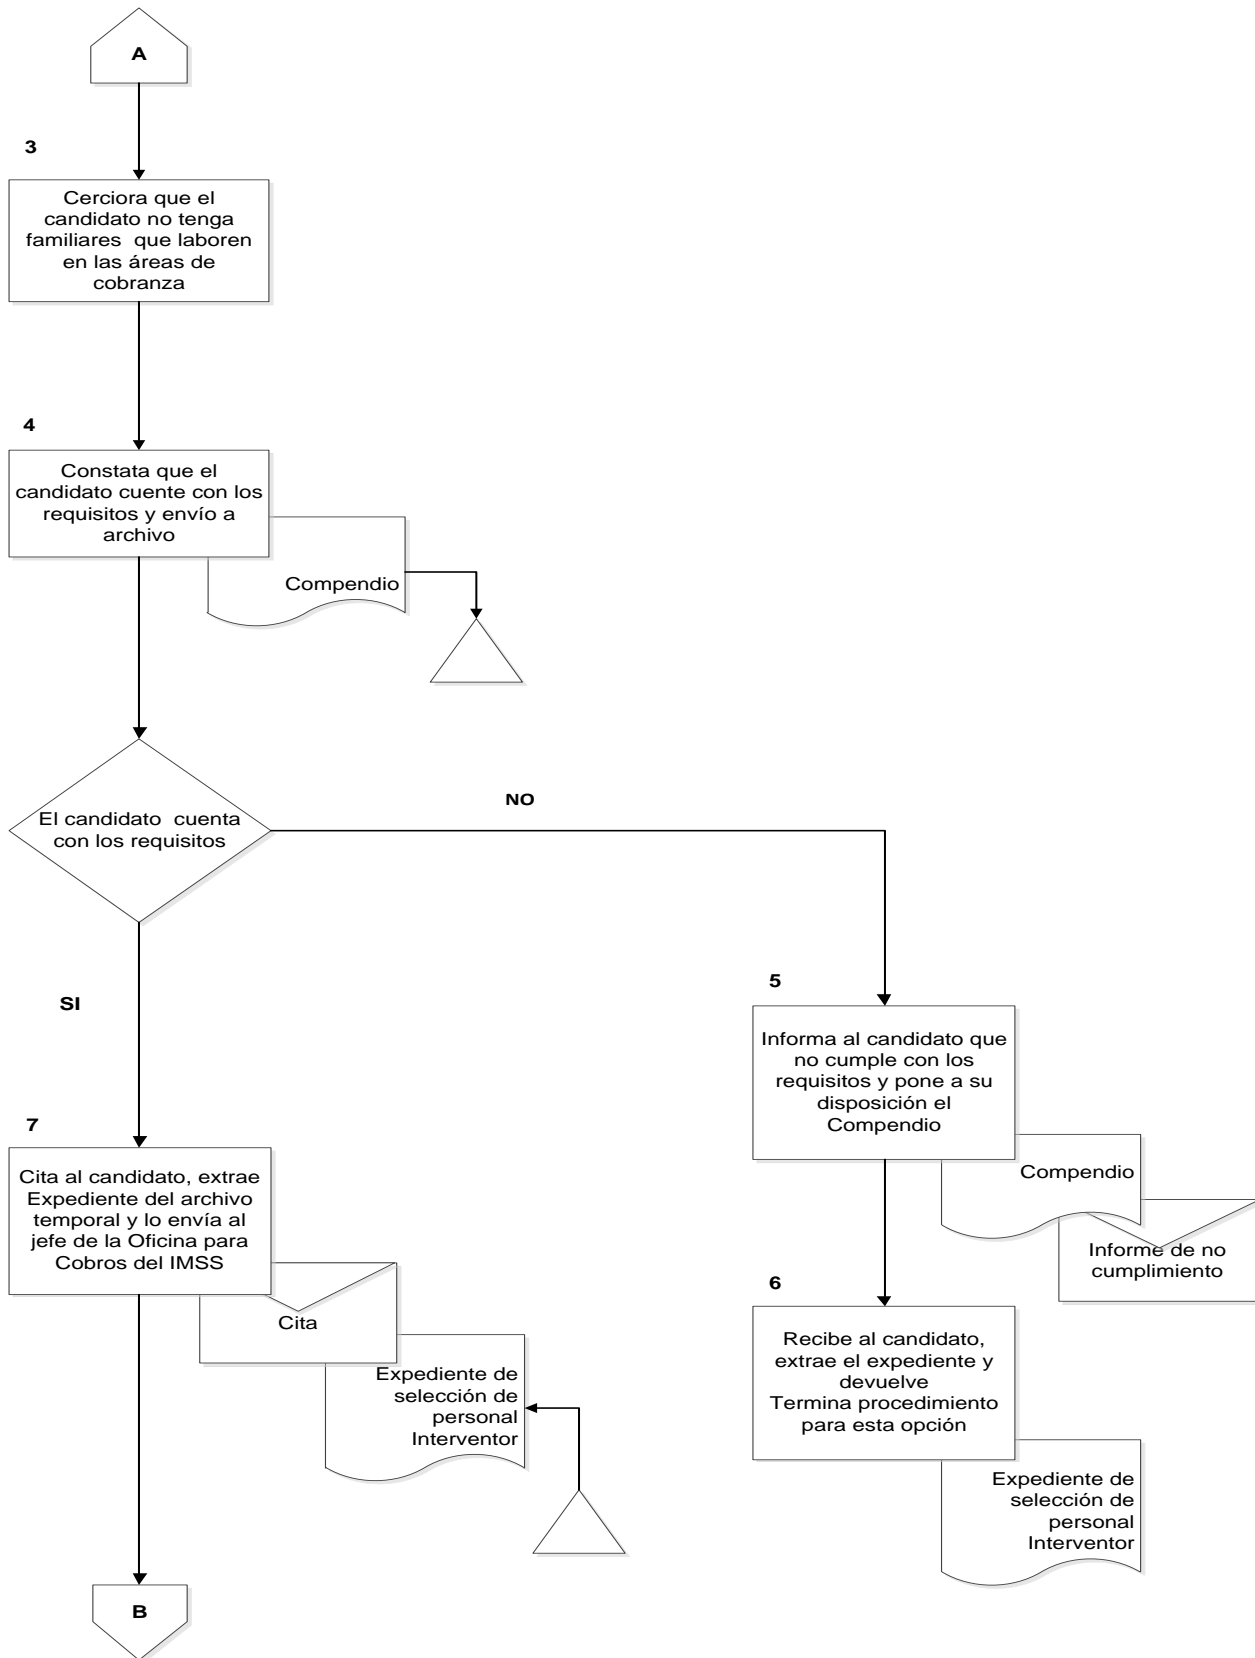 A
3
Cerciora que el
candidato no tenga
familiares que laboren
en las áreas de
cobranza
4
Constata que el
candidato cuente con los
requisitos y envío a
archivo
Compendio
El candidato cuenta
con los requisitos
NO
SI
5
Informa al candidato que
no cumple con los
requisitos y pone a su
disposición el
Compendio
Compendio
Informe de no
cumplimiento
6
Recibe al candidato,
extrae el expediente y
devuelve
Termina procedimiento
para esta opción
Expediente de
selección de
personal
Interventor
7
Cita al candidato, extrae
Expediente del archivo
temporal y lo envía al
jefe de la Oficina para
Cobros del IMSS
Cita
Expediente de
selección de
personal
Interventor
B